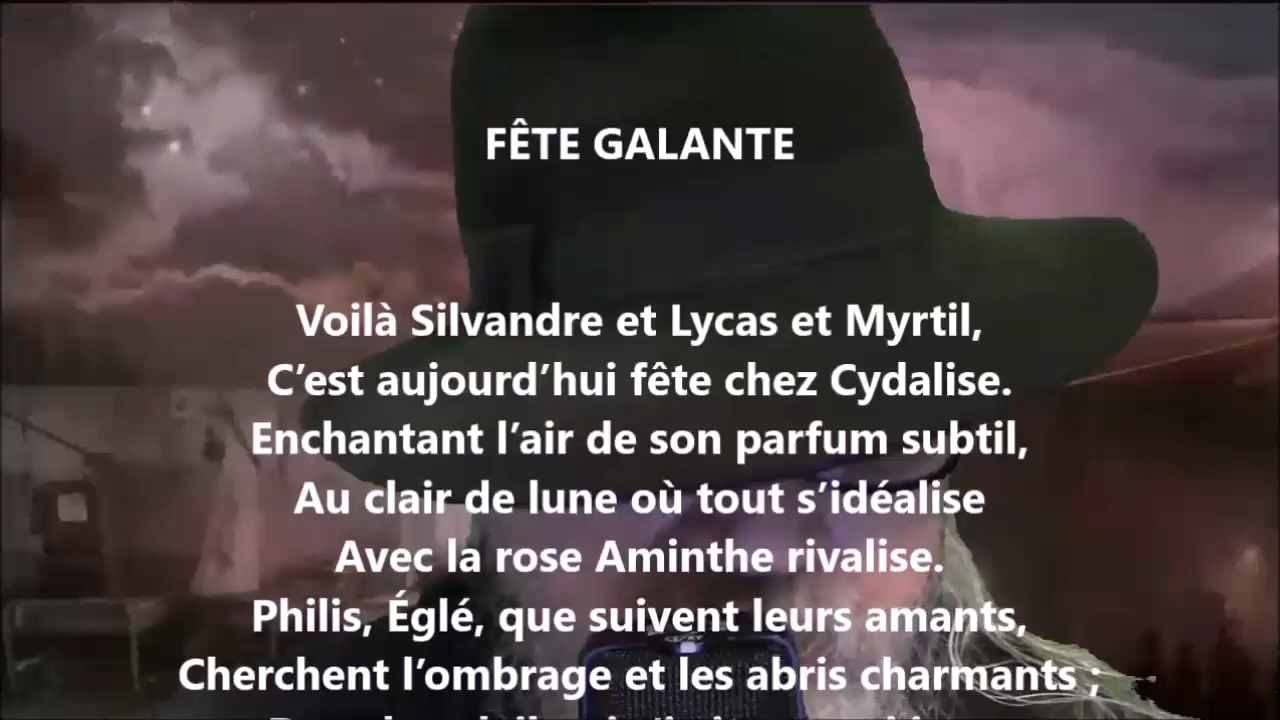 FÊTE GALANTE
Voilà Silvandre et Lycas et Myrtil,
C’est aujourd’hui fête chez Cydalise.
Enchantant l’air de son parfum subtil,
Au clair de lune où tout s’idéalise
Avec la rose Aminthe rivalise.
Philis, Églé, que suivent leurs amants,
Cherchent l’ombrage et les abris charmants ;